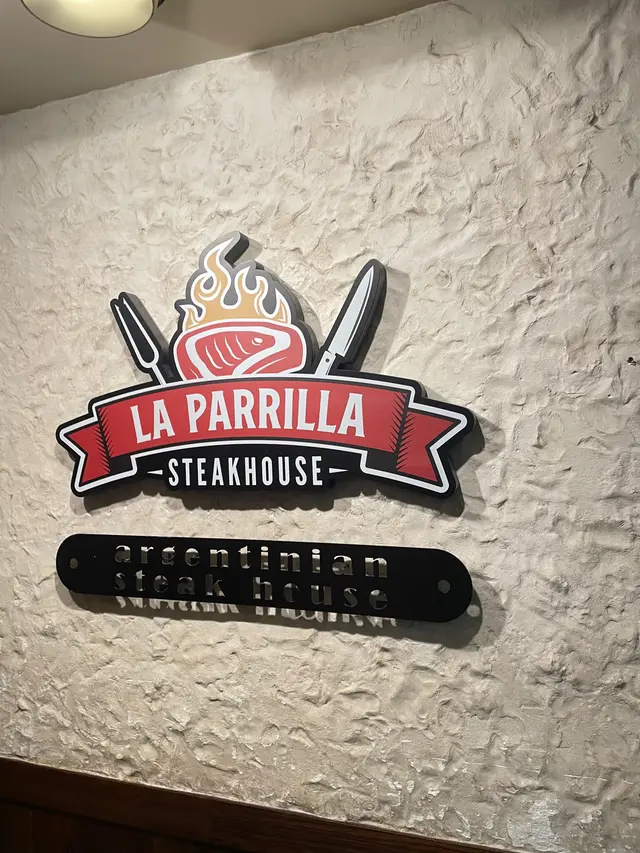 LA PARRILLA
STEAKHOUSE
argentinian
steak house